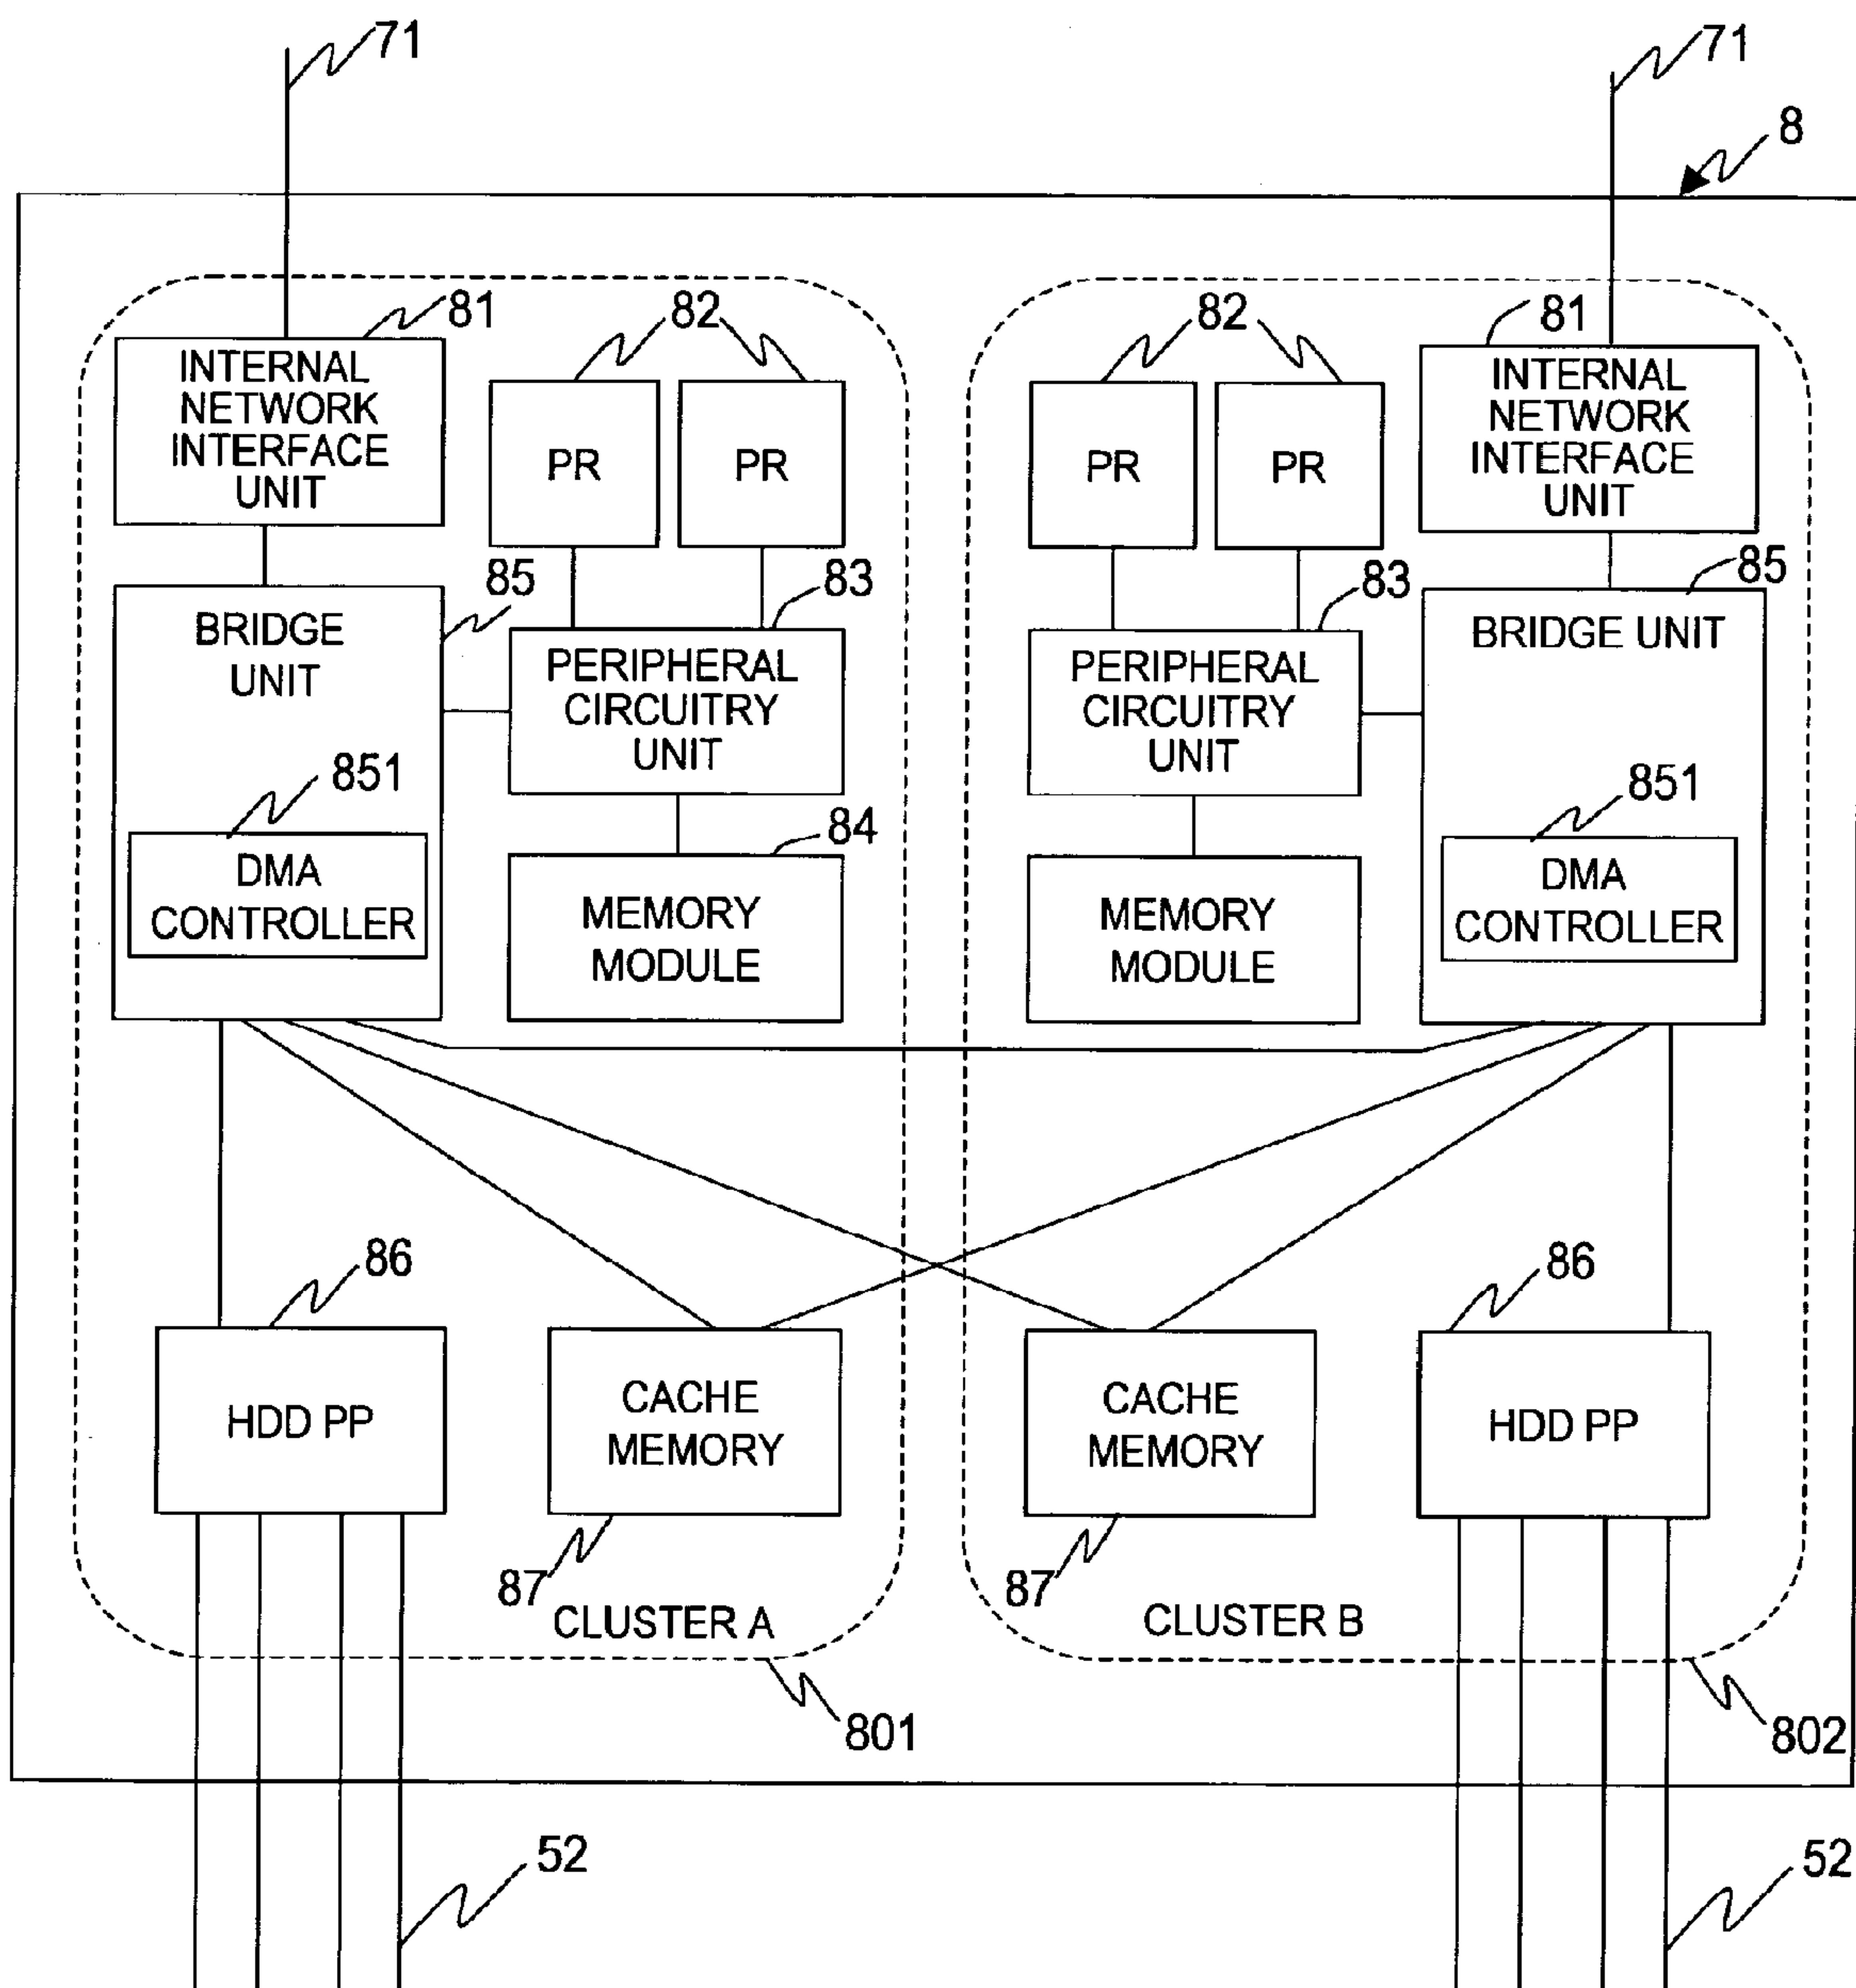 71
71
8
81
82
82
81
INTERNAL
NETWORK
INTERFACE
UNIT
PR
PR
PR
PR
INTERNAL
NETWORK
INTERFACE
UNIT
85
83
83
85
BRIDGE
UNIT
PERIPHERAL
CIRCUITRY
UNIT
PERIPHERAL
CIRCUITRY
UNIT
BRIDGE UNIT
851
84
851
DMA
CONTROLLER
MEMORY
MODULE
MEMORY
MODULE
DMA
CONTROLLER
86
86
HDD PP
CACHE
MEMORY
CACHE
MEMORY
HDD PP
87
87
CLUSTER A
CLUSTER B
801
802
52
52